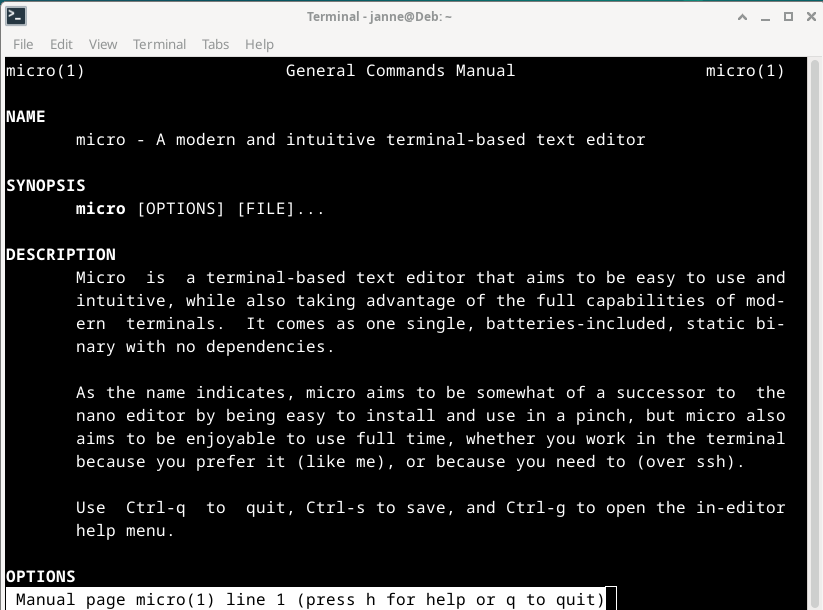 Terminal - janne@Deb: ~
File Edit View Terminal Tabs Help
micro(1) General Commands Manual micro(1)
NAME
micro - A modern and intuitive terminal-based text editor
SYNOPSIS
micro [OPTIONS] [FILE]...
DESCRIPTION
Micro is a terminal-based text editor that aims to be easy to use and
intuitive, while also taking advantage of the full capabilities of mod-
ern terminals. It comes as one single, batteries-included, static bi-
nary with no dependencies.
As the name indicates, micro aims to be somewhat of a successor to the
nano editor by being easy to install and use in a pinch, but micro also
aims to be enjoyable to use full time, whether you work in the terminal
because you prefer it (like me), or because you need to (over ssh).
Use Ctrl-q to quit, Ctrl-s to save, and Ctrl-g to open the in-editor
help menu.
OPTIONS
Manual page micro(1) line 1 (press h for help or q to quit)